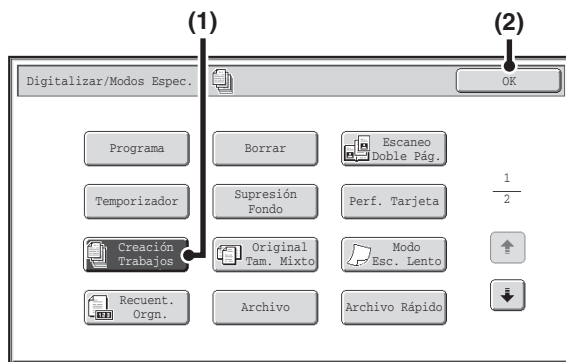 (1) (2)
Digitalizar/Modos Espec. OK
Programa Borrar Escaneo
Doble Pág.
1
2
Temporizador Supresión
Fondo Perf. Tarjeta
Creación
Trabajos Original
Tam. Mixto Modo
Esc. Lento
Recuent.
Orgn. Archivo Archivo Rápido
123